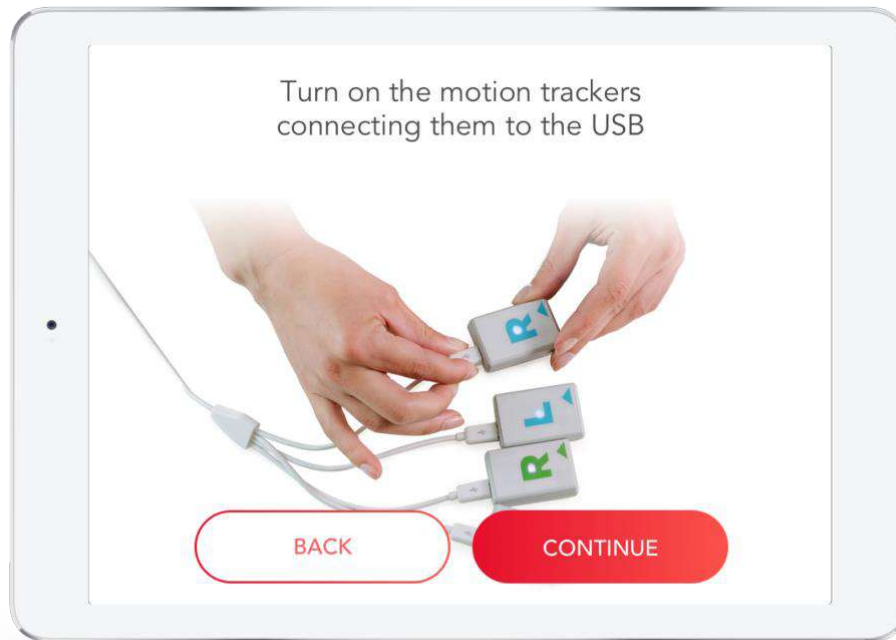 Turn on the motion trackers
connecting them to the USB
R
L
R
BACK
CONTINUE